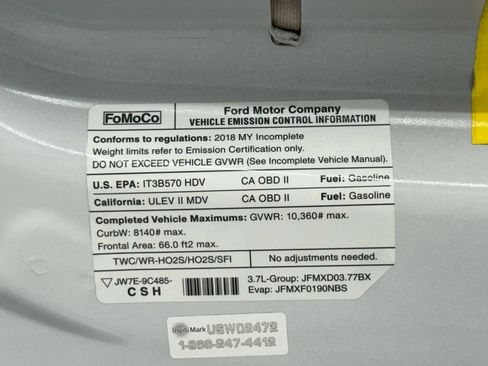 FoMoCo
Ford Motor Company
VEHICLE EMISSION CONTROL INFORMATION
Conforms to regulations: 2018 MY Incomplete
Weight limits refer to Emission Certification only.
DO NOT EXCEED VEHICLE GVWR (See Incomplete Vehicle Manual).
U.S. EPA: IT3B570 HDV CA OBD II Fuel: Gasoline
California: ULEV II MDV CA OBD II Fuel: Gasoline
Completed Vehicle Maximums: GVWR: 10,360# max.
CurbW: 8140# max.
Frontal Area: 66.0 ft2 max.
TWC/WR-HO2S/HO2S/SFI No adjustments needed.
JW7E-9C485- 3.7L-Group: JFMXD03.77BX
CSH Evap: JFMXF0190NBS
InvisiMark USW02472
1-866-247-4412